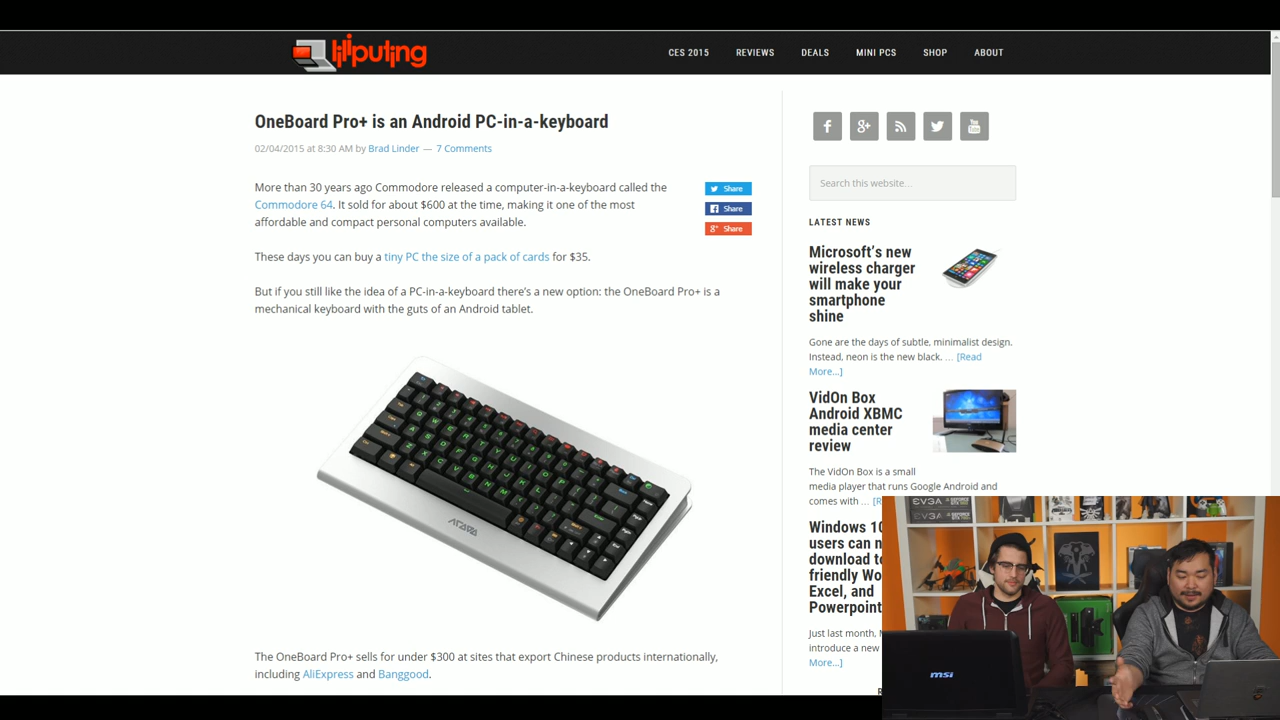 liliputing
CES 2015
REVIEWS
DEALS
MINI PCS
SHOP
ABOUT
OneBoard Pro+ is an Android PC-in-a-keyboard
02/04/2015 at 8:30 AM by Brad Linder — 7 Comments
More than 30 years ago Commodore released a computer-in-a-keyboard called the
Commodore 64. It sold for about $600 at the time, making it one of the most
affordable and compact personal computers available.
Share
Share
Share
These days you can buy a tiny PC the size of a pack of cards for $35.
But if you still like the idea of a PC-in-a-keyboard there's a new option: the OneBoard Pro+ is a
mechanical keyboard with the guts of an Android tablet.
The OneBoard Pro+ sells for under $300 at sites that export Chinese products internationally,
including AliExpress and Banggood.
Search this website...
LATEST NEWS
Microsoft's new
wireless charger
will make your
smartphone
shine
Gone are the days of subtle, minimalist design.
Instead, neon is the new black. … [Read
More...]
VidOn Box
Android XBMC
media center
review
The VidOn Box is a small
media player that runs Google Android and
comes with … [R
Windows 10
users can n
download to
friendly Wo
Excel, and
Powerpoint
Just last month, M
introduce a new
More...]
EVGA
EVGA
msi